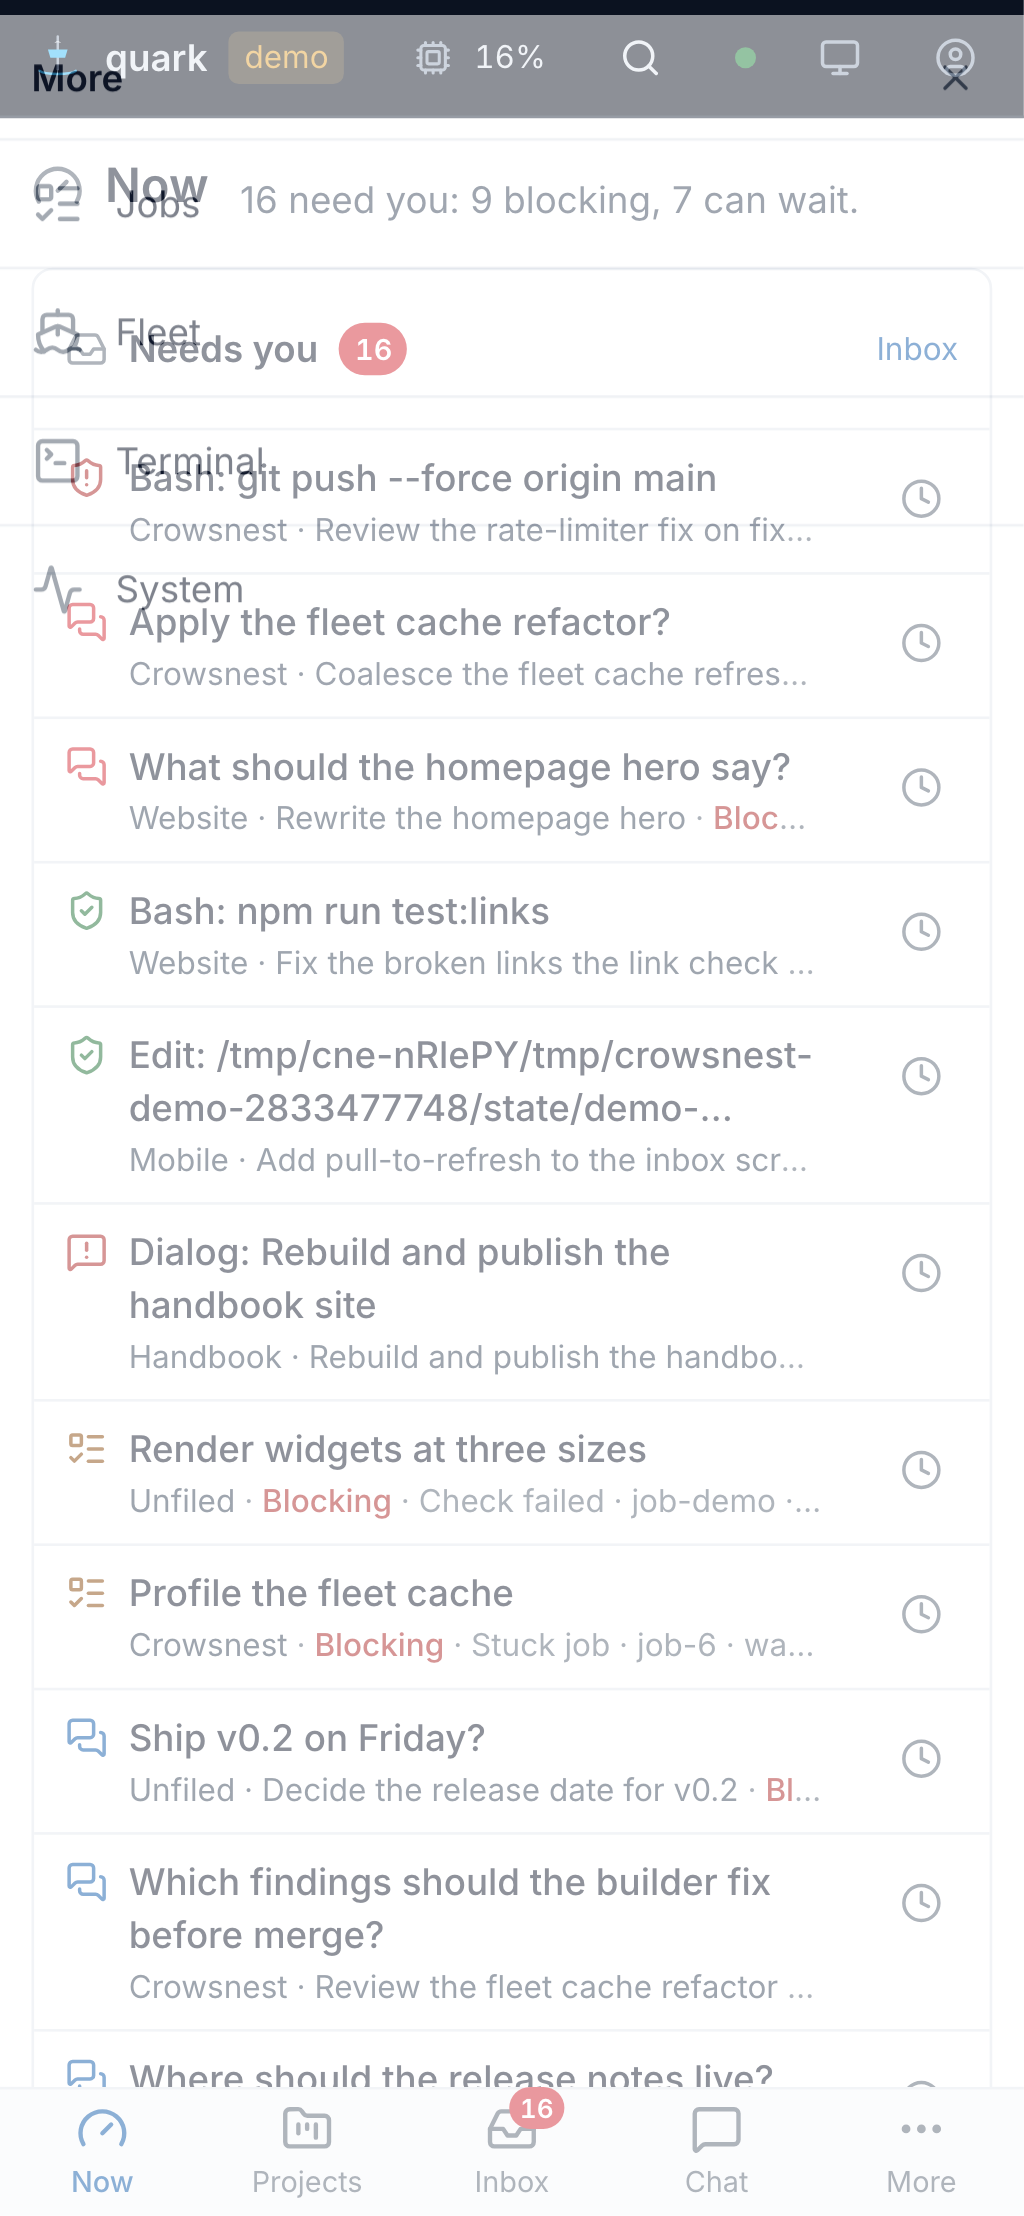 quark demo 16%
More
Now 16 need you: 9 blocking, 7 can wait.
Jobs
Fleet
Needs you 16 Inbox
Terminal
Bash: git push --force origin main
Crowsnest · Review the rate-limiter fix on fix...
System
Apply the fleet cache refactor?
Crowsnest · Coalesce the fleet cache refres...
What should the homepage hero say?
Website · Rewrite the homepage hero · Bloc...
Bash: npm run test:links
Website · Fix the broken links the link check ...
Edit: /tmp/cne-nRlePY/tmp/crowsnest-
demo-2833477748/state/demo-...
Mobile · Add pull-to-refresh to the inbox scr...
Dialog: Rebuild and publish the
handbook site
Handbook · Rebuild and publish the handbo...
Render widgets at three sizes
Unfiled · Blocking · Check failed · job-demo ·...
Profile the fleet cache
Crowsnest · Blocking · Stuck job · job-6 · wa...
Ship v0.2 on Friday?
Unfiled · Decide the release date for v0.2 · Bl...
Which findings should the builder fix
before merge?
Crowsnest · Review the fleet cache refactor ...
Where should the release notes live?
16
Now Projects Inbox Chat More